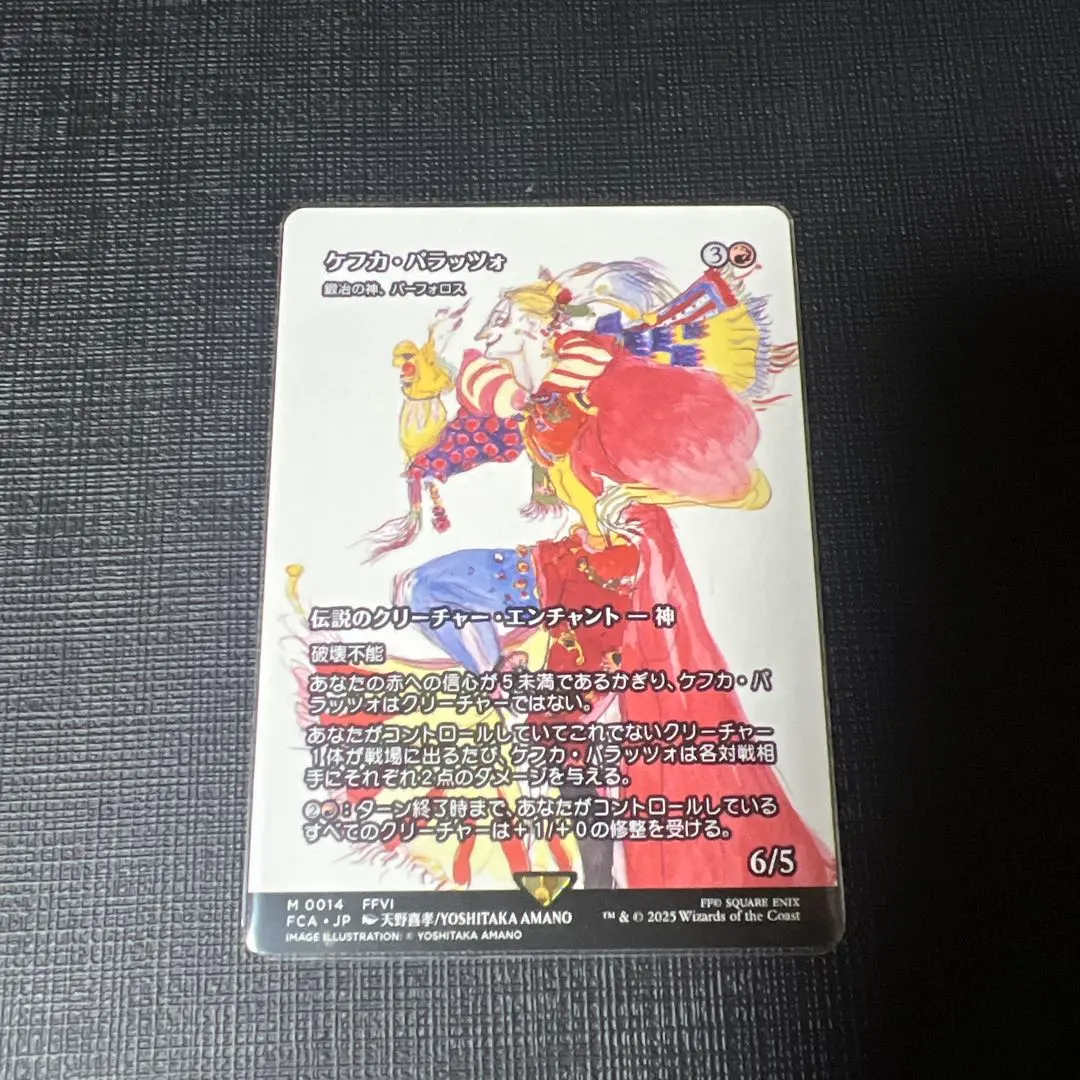 ケフカ・パラッツォ
鍛冶の神、パーフォロス
3
伝説のクリーチャー・エンチャント — 神
破壊不能
あなたの赤への信心が5未満であるかぎり、ケフカ・パ
ラッツォはクリーチャーではない。
あなたがコントロールしていてこれでないクリーチャー
1体が戦場に出るたび、ケフカ・パラッツォは各対戦相
手にそれぞれ2点のダメージを与える。
2:ターン終了時まで、あなたがコントロールしている
すべてのクリーチャーは+1/+0の修整を受ける。
6/5
M 0014 FFVI
FCA・JP 天野喜孝/YOSHITAKA AMANO
IMAGE ILLUSTRATION: © YOSHITAKA AMANO
FF© SQUARE ENIX
™ & © 2025 Wizards of the Coast